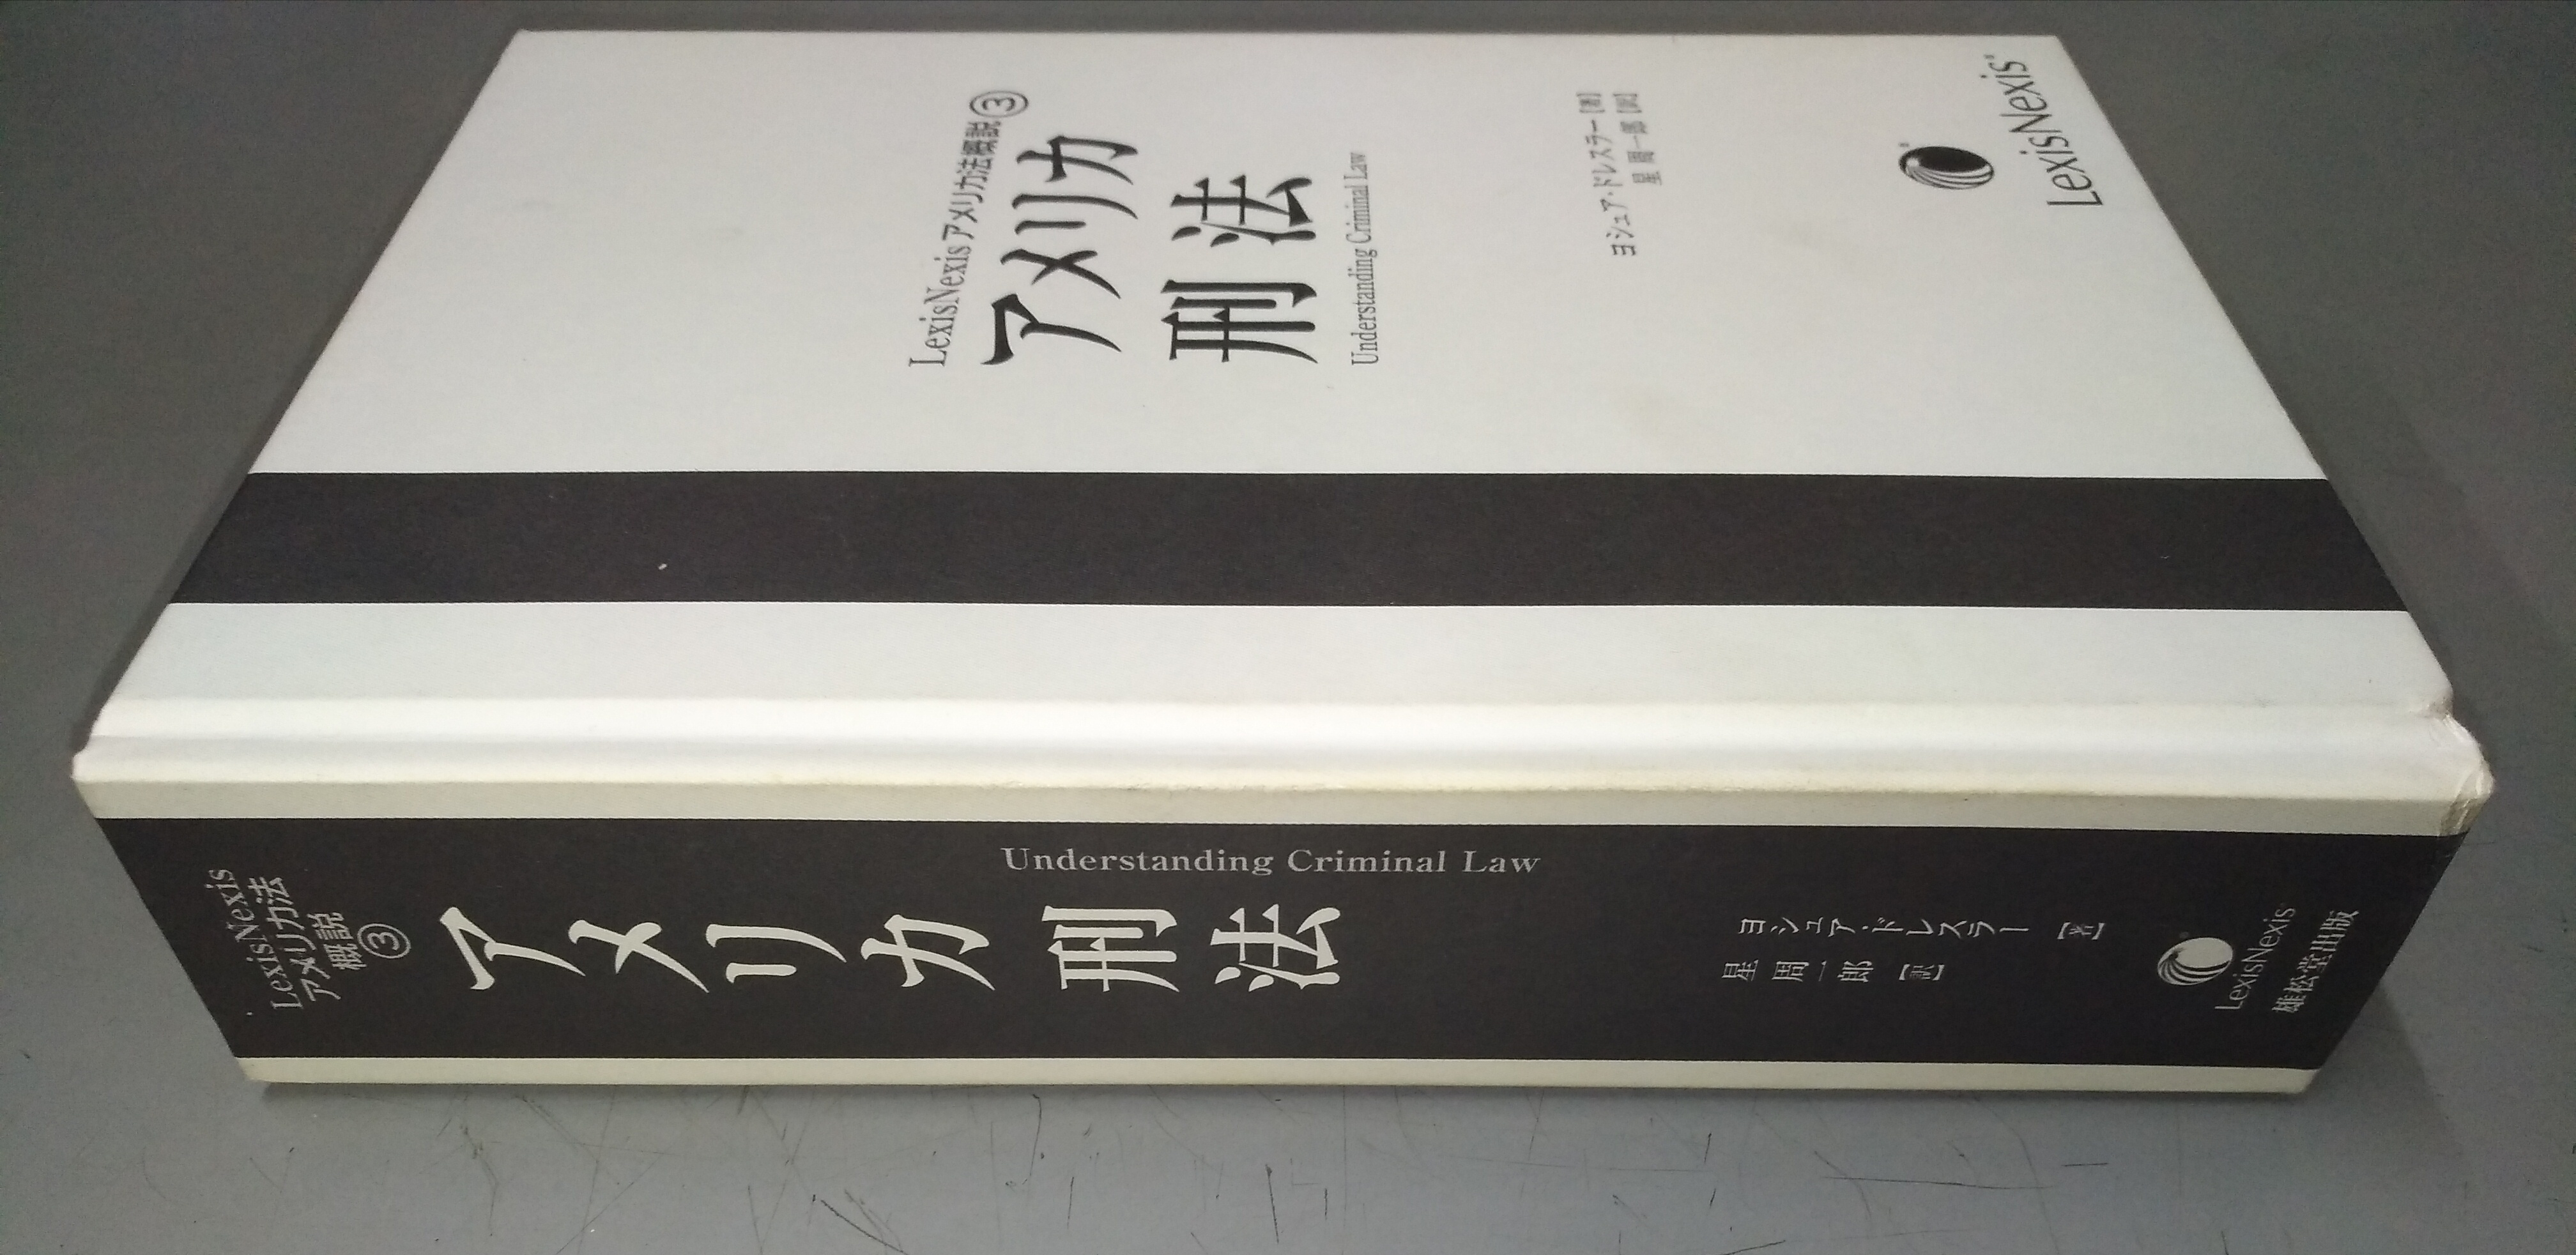 LexisNexis アメリカ法概説③
アメリカ
刑法
Understanding Criminal Law
ヨシュア・ドレスラー【著】
星 周一郎【訳】
LexisNexis®
LexisNexis
アメリカ法
概説
③
アメリカ刑法
Understanding Criminal Law
ヨシュア・ドレスラー【著】
星 周一郎【訳】
LexisNexis®
雄松堂出版